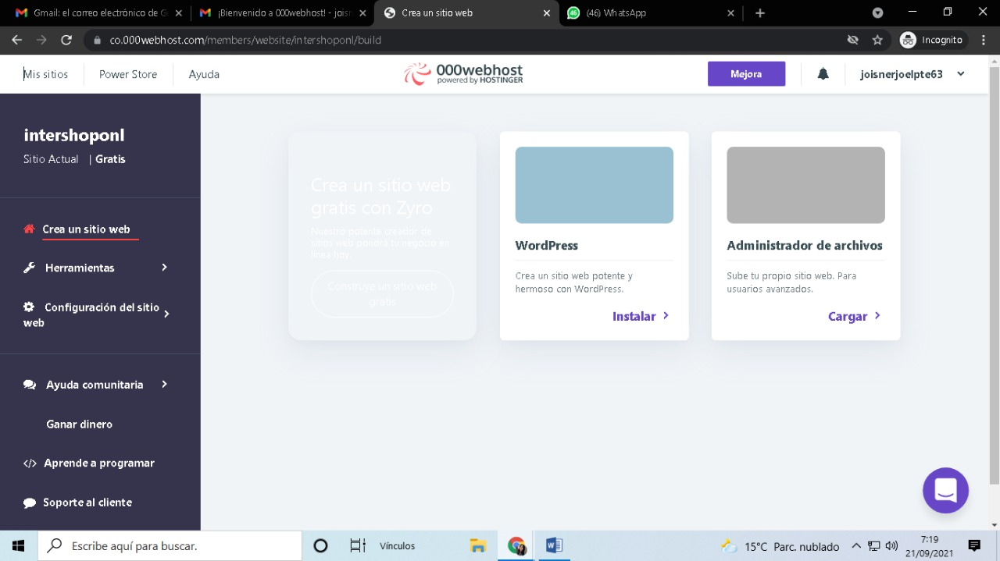 Gmail: el correo electrónico de G
¡Bienvenido a 000webhost! - joisn
Crea un sitio web
46
(46) WhatsApp
co.000webhost.com/members/website/intershoponl/build
Incógnito
Mis sitios
Power Store
Ayuda
000webhost
powered by HOSTINGER
Mejora
joisnerjoelpte63
intershoponl
Sitio Actual | Gratis
Crea un sitio web
Herramientas
Configuración del sitio
web
Ayuda comunitaria
Ganar dinero
Aprende a programar
Soporte al cliente
Crea un sitio web
gratis con Zyro
Nuestro potente creador de
sitios web pondrá tu negocio en
línea hoy.
Construye un sitio web
gratis
WordPress
Crea un sitio web potente y
hermoso con WordPress.
Instalar
Administrador de archivos
Sube tu propio sitio web. Para
usuarios avanzados.
Cargar
Escribe aquí para buscar.
Vínculos
15°C Parc. nublado
7:19
21/09/2021